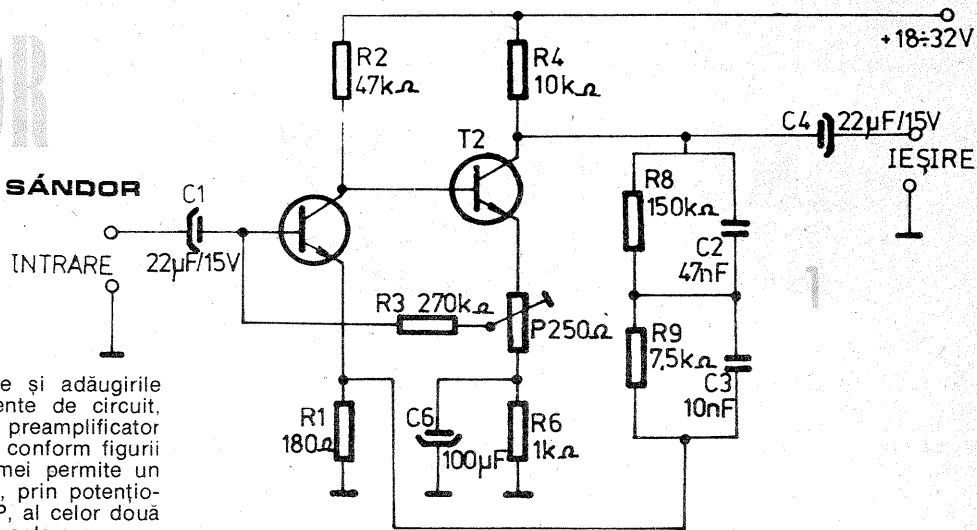 OR
SÁNDOR
R2
47kΩ
R4
10kΩ
+18÷32V
C4
22µF/15V
IEȘIRE
T2
C1
22µF/15V
INTRARE
R3 270kΩ
P250Ω
R8
150kΩ
C2
47nF
R9
7,5kΩ
C3
10nF
1
R1
180Ω
C6
100µF
R6
1kΩ
e și adăugirile
ente de circuit,
preamplificator
conform figurii
mei permite un
, prin potențio-
P, al celor două